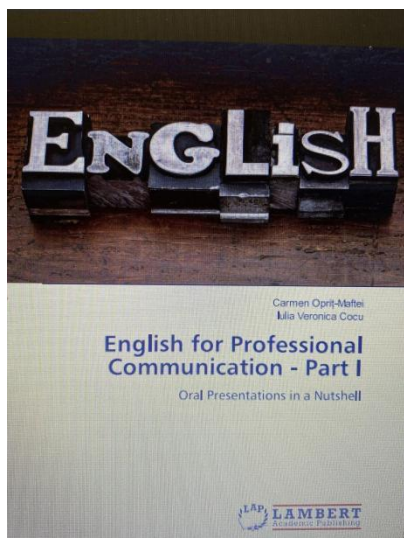 ENGLiSH
Carmen Opriț-Maftei
Iulia Veronica Cocu
English for Professional
Communication - Part I
Oral Presentations in a Nutshell
LAP
LAMBERT
Academic Publishing